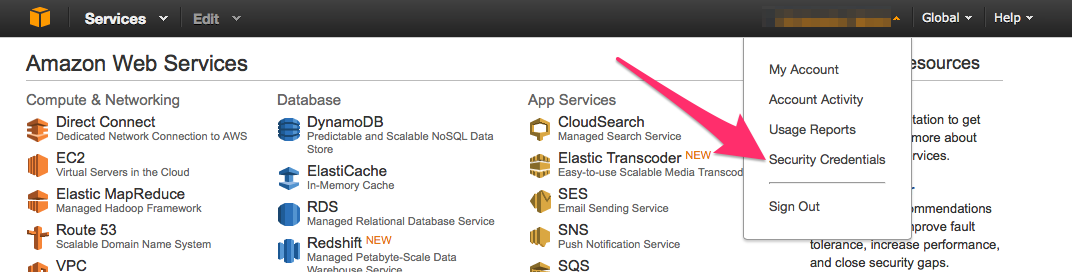 Services Edit Global Help
Amazon Web Services
esources
Compute & Networking
Direct Connect
Dedicated Network Connection to AWS
EC2
Virtual Servers in the Cloud
Elastic MapReduce
Managed Hadoop Framework
Route 53
Scalable Domain Name System
VPC
Database
DynamoDB
Predictable and Scalable NoSQL Data
Store
ElastiCache
In-Memory Cache
RDS
Managed Relational Database Service
Redshift NEW
Managed Petabyte-Scale Data
Warehouse Service
App Services
CloudSearch
Managed Search Service
Elastic Transcoder NEW
Easy-to-use Scalable Media Transcod
SES
Email Sending Service
SNS
Push Notification Service
SQS
My Account
Account Activity
Usage Reports
Security Credentials
Sign Out
tation to get
more about
rvices.
mmendations
prove fault
tolerance, increase performance,
and close security gaps.